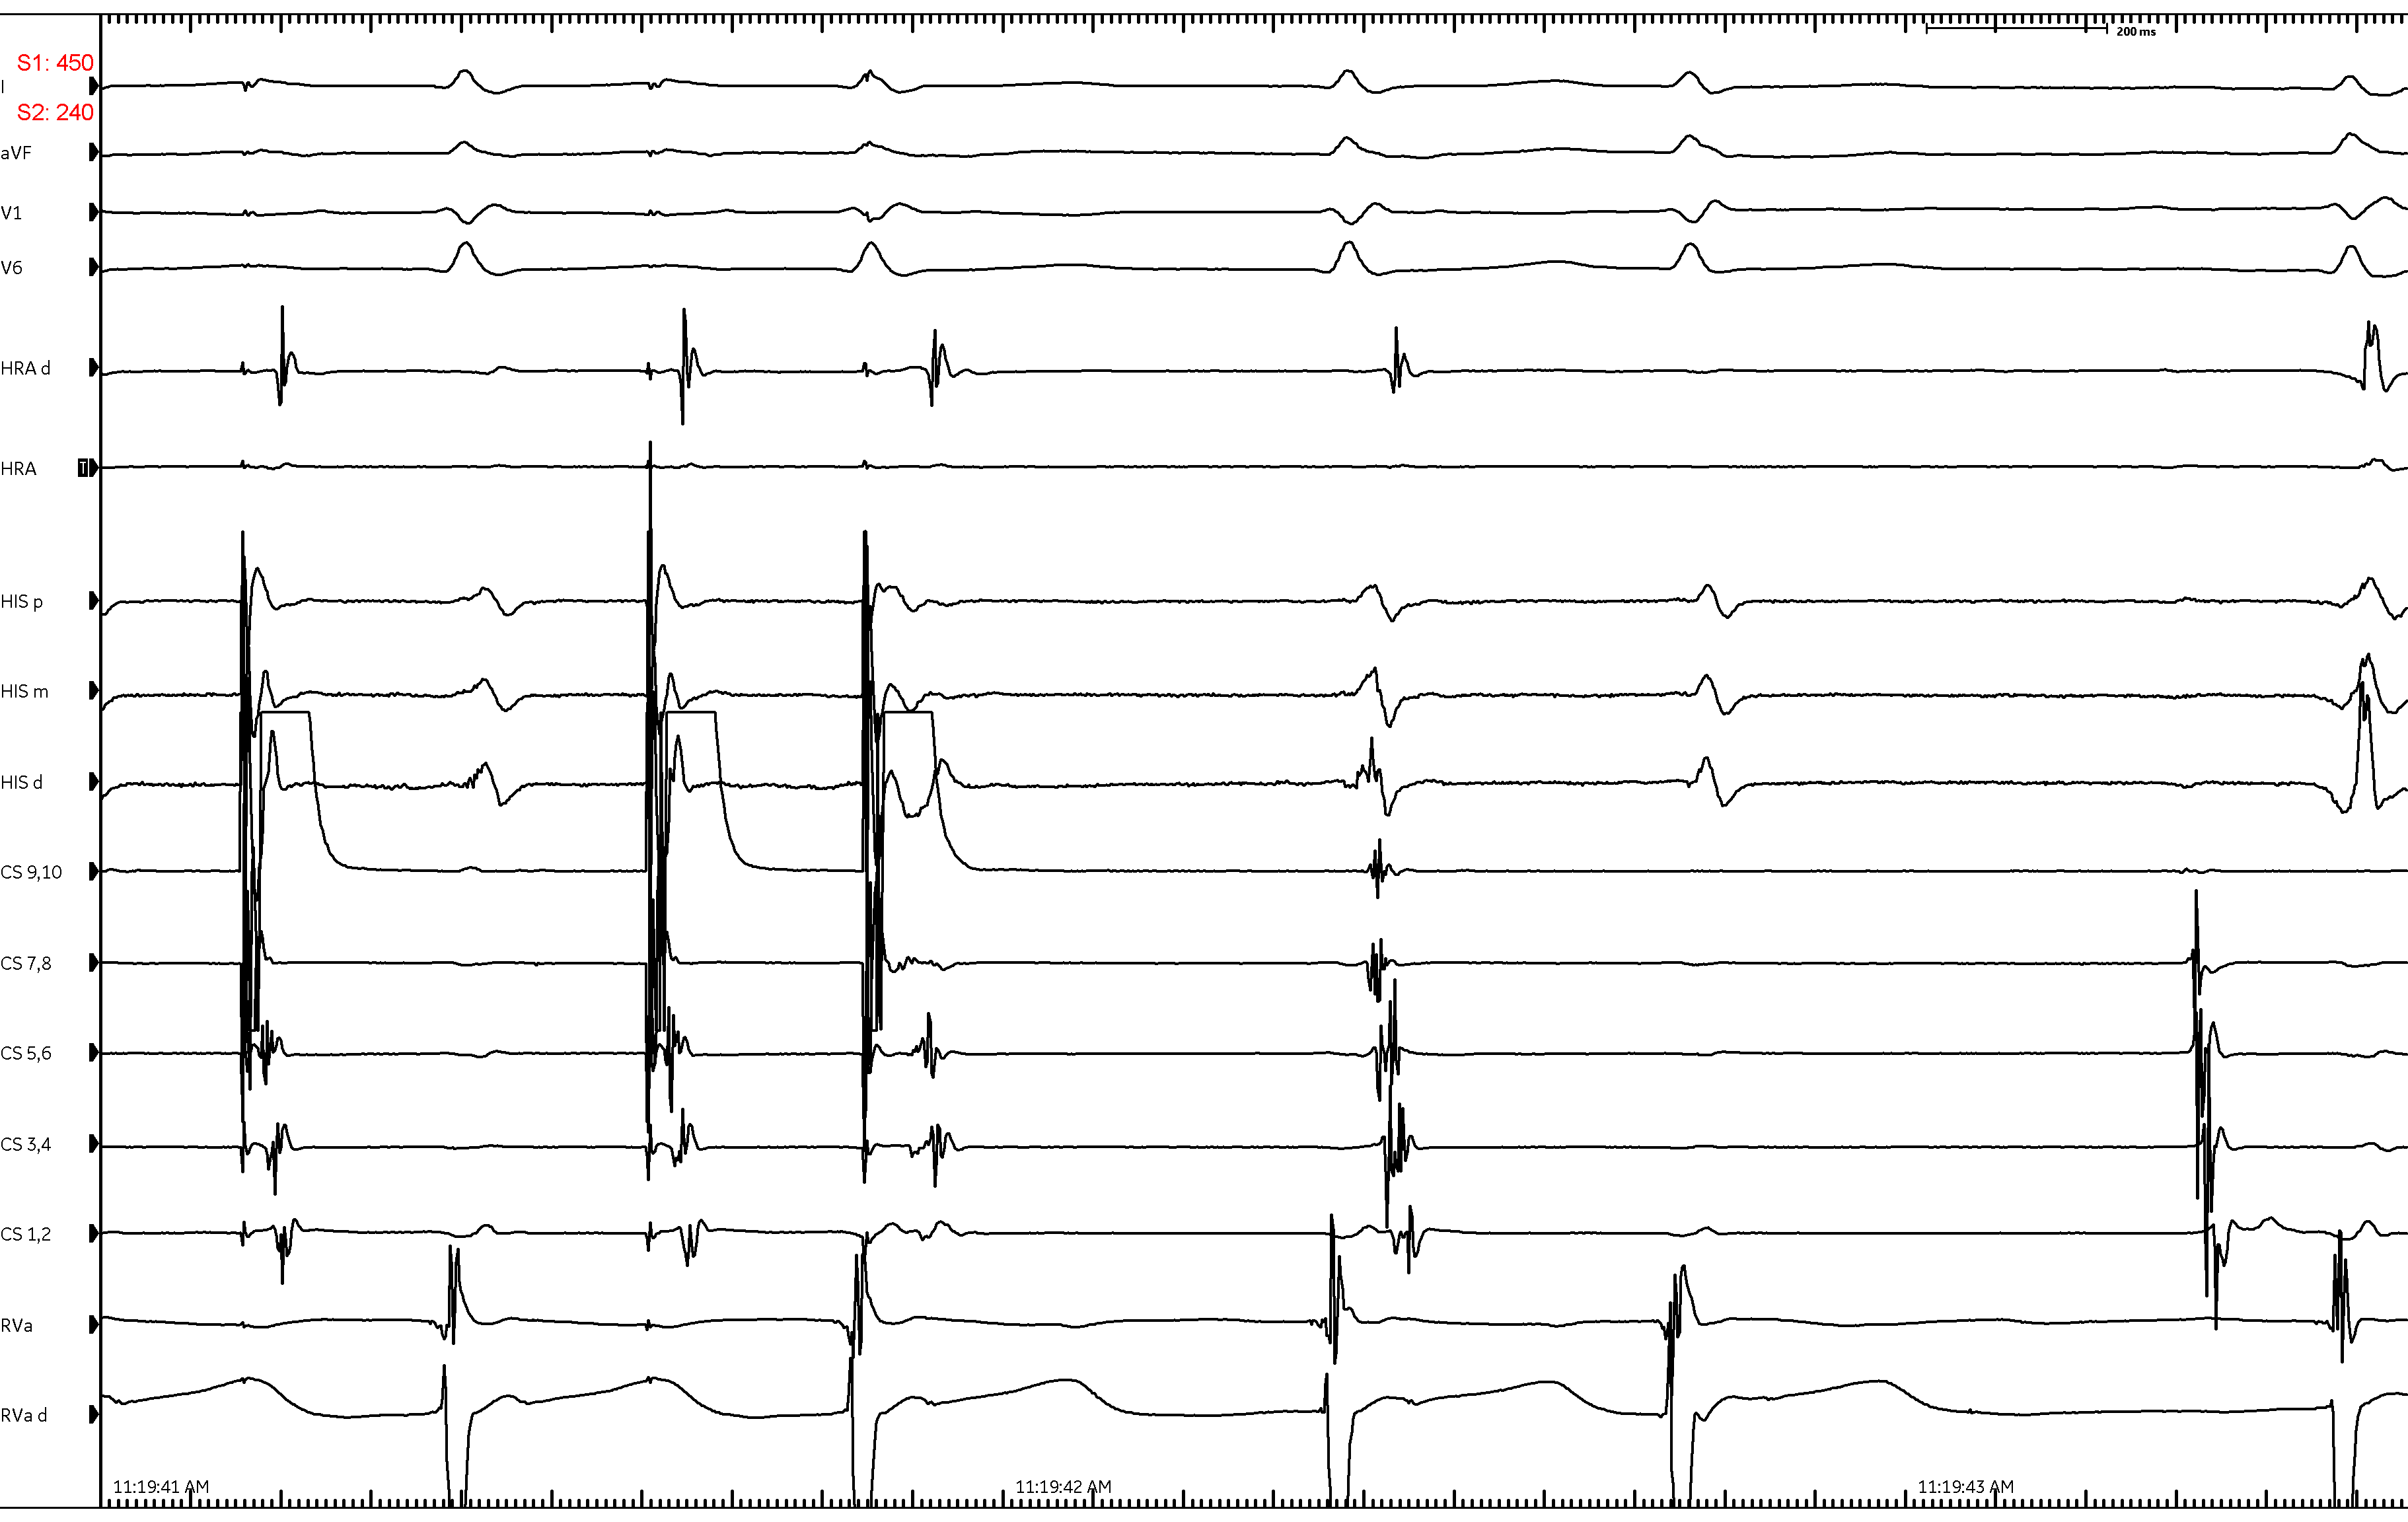 200 ms
S1: 450
I
S2: 240
aVF
V1
V6
HRA d
HRA T
HIS p
HIS m
HIS d
CS 9,10
CS 7,8
CS 5,6
CS 3,4
CS 1,2
RVa
RVa d
11:19:41 AM 11:19:42 AM 11:19:43 AM